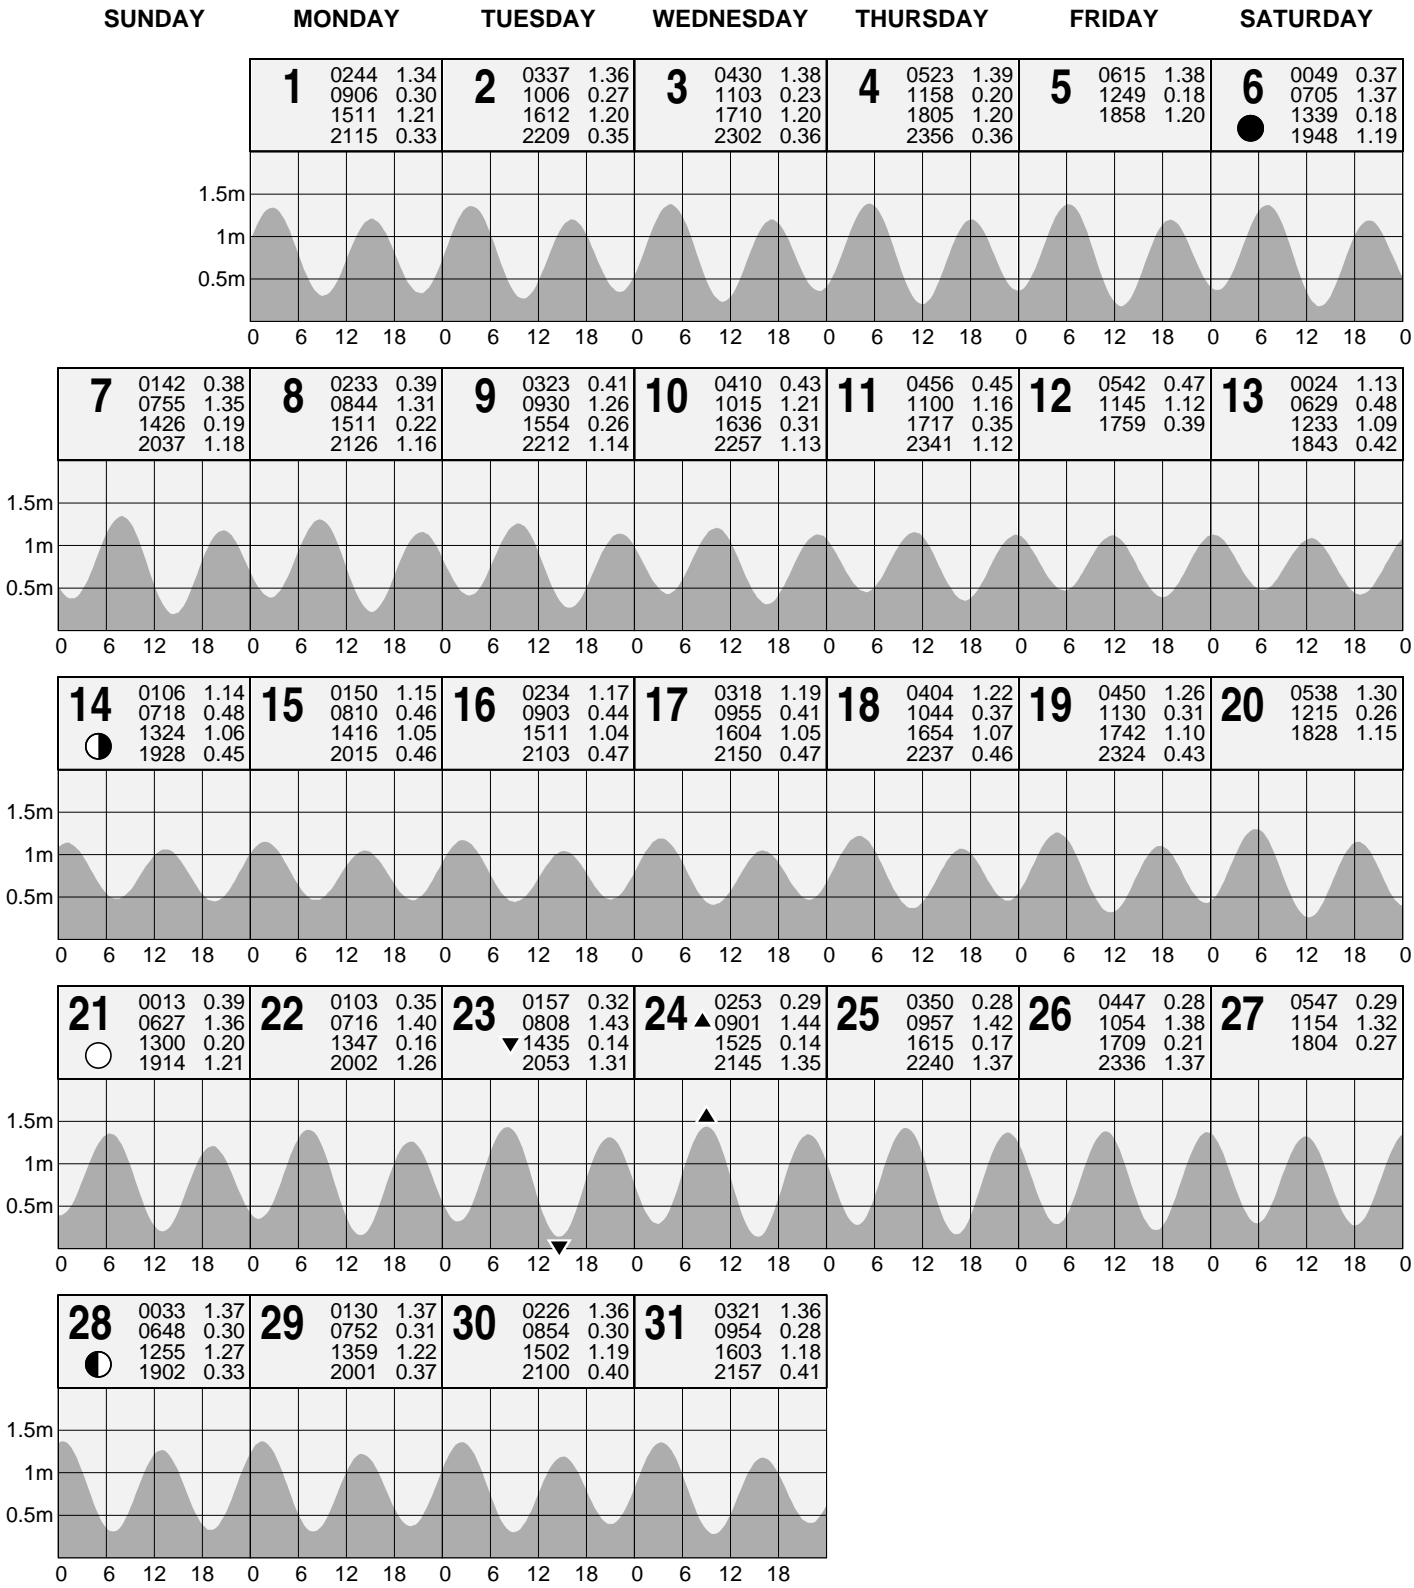 SUNDAY MONDAY TUESDAY WEDNESDAY THURSDAY FRIDAY SATURDAY
1 0244 1.34 2 0337 1.36 3 0430 1.38 4 0523 1.39 5 0615 1.38 6 0049 0.37
0906 0.30 1006 0.27 1103 0.23 1158 0.20 1249 0.18 0705 1.37
1511 1.21 1612 1.20 1710 1.20 1805 1.20 1858 1.20 1339 0.18
2115 0.33 2209 0.35 2302 0.36 2356 0.36 1948 1.19
1.5m
1m
0.5m
0 6 12 18 0 6 12 18 0 6 12 18 0 6 12 18 0 6 12 18 0 6 12 18 0
7 0142 0.38 8 0233 0.39 9 0323 0.41 10 0410 0.43 11 0456 0.45 12 0542 0.47 13 0024 1.13
0755 1.35 0844 1.31 0930 1.26 1015 1.21 1100 1.16 1145 1.12 0629 0.48
1426 0.19 1511 0.22 1554 0.26 1636 0.31 1717 0.35 1759 0.39 1233 1.09
2037 1.18 2126 1.16 2212 1.14 2257 1.13 2341 1.12 1843 0.42
1.5m
1m
0.5m
0 6 12 18 0 6 12 18 0 6 12 18 0 6 12 18 0 6 12 18 0 6 12 18 0 6 12 18 0
14 0106 1.14 15 0150 1.15 16 0234 1.17 17 0318 1.19 18 0404 1.22 19 0450 1.26 20 0538 1.30
0718 0.48 0810 0.46 0903 0.44 0955 0.41 1044 0.37 1130 0.31 1215 0.26
1324 1.06 1416 1.05 1511 1.04 1604 1.05 1654 1.07 1742 1.10 1828 1.15
1928 0.45 2015 0.46 2103 0.47 2150 0.47 2237 0.46 2324 0.43
1.5m
1m
0.5m
0 6 12 18 0 6 12 18 0 6 12 18 0 6 12 18 0 6 12 18 0 6 12 18 0 6 12 18 0
21 0013 0.39 22 0103 0.35 23 0157 0.32 24 0253 0.29 25 0350 0.28 26 0447 0.28 27 0547 0.29
0627 1.36 0716 1.40 0808 1.43 0901 1.44 0957 1.42 1054 1.38 1154 1.32
1300 0.20 1347 0.16 1435 0.14 1525 0.14 1615 0.17 1709 0.21 1804 0.27
1914 1.21 2002 1.26 2053 1.31 2145 1.35 2240 1.37 2336 1.37
1.5m
1m
0.5m
0 6 12 18 0 6 12 18 0 6 12 18 0 6 12 18 0 6 12 18 0 6 12 18 0 6 12 18 0
28 0033 1.37 29 0130 1.37 30 0226 1.36 31 0321 1.36
0648 0.30 0752 0.31 0854 0.30 0954 0.28
1255 1.27 1359 1.22 1502 1.19 1603 1.18
1902 0.33 2001 0.37 2100 0.40 2157 0.41
1.5m
1m
0.5m
0 6 12 18 0 6 12 18 0 6 12 18 0 6 12 18